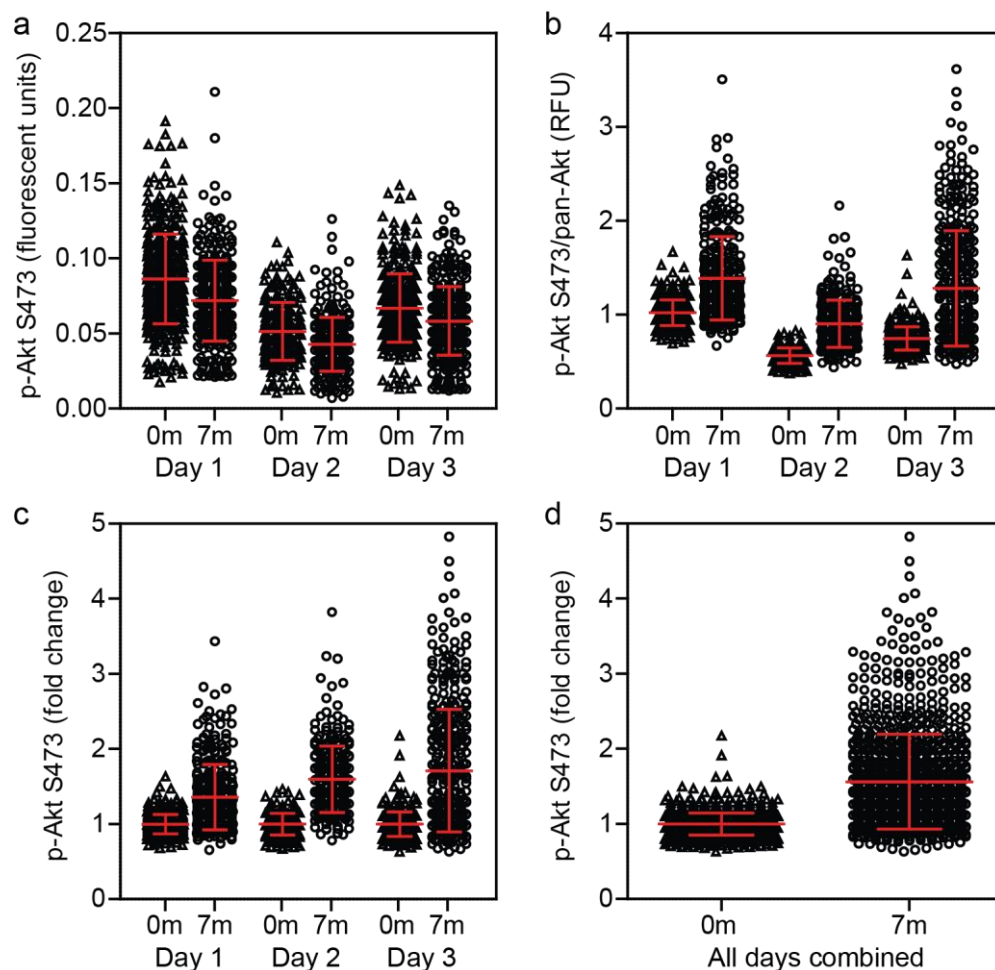 a
p-Akt S473 (fluorescent units)
0.25
0.20
0.15
0.10
0.05
0.00
0m 7m 0m 7m 0m 7m
Day 1 Day 2 Day 3
b
p-Akt S473/pan-Akt (RFU)
4
3
2
1
0
0m 7m 0m 7m 0m 7m
Day 1 Day 2 Day 3
c
p-Akt S473 (fold change)
5
4
3
2
1
0
0m 7m 0m 7m 0m 7m
Day 1 Day 2 Day 3
d
p-Akt S473 (fold change)
5
4
3
2
1
0
0m 7m
All days combined